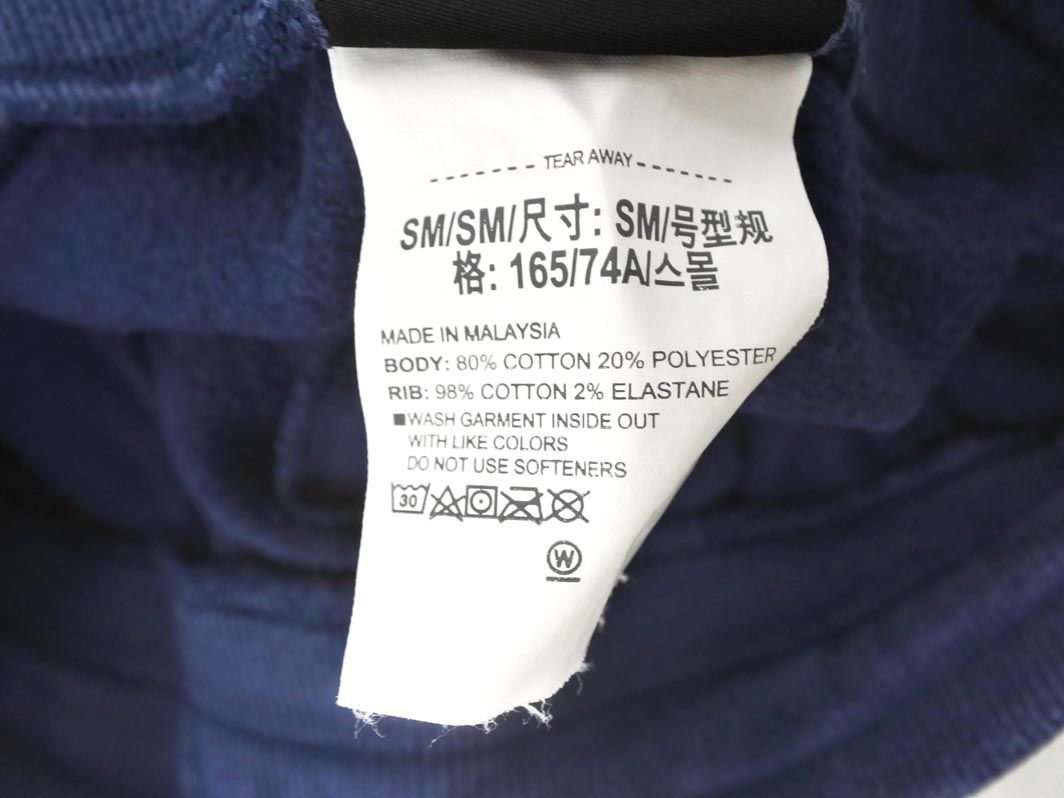 TEAR AWAY
SM/SM/尺寸: SM/号型规
格: 165/74A/스몰
MADE IN MALAYSIA
BODY: 80% COTTON 20% POLYESTER
RIB: 98% COTTON 2% ELASTANE
■WASH GARMENT INSIDE OUT
WITH LIKE COLORS
DO NOT USE SOFTENERS
30
W